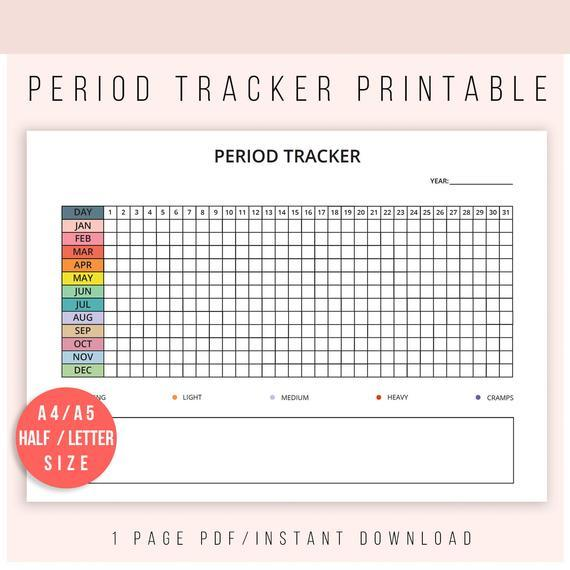 PERIOD TRACKER PRINTABLE
PERIOD TRACKER
YEAR:
DAY 1 2 3 4 5 6 7 8 9 10 11 12 13 14 15 16 17 18 19 20 21 22 23 24 25 26 27 28 29 30 31
JAN
FEB
MAR
APR
MAY
JUN
JUL
AUG
SEP
OCT
NOV
DEC
LIGHT MEDIUM HEAVY CRAMPS
A4/A5
HALF / LETTER
SIZE
1 PAGE PDF/INSTANT DOWNLOAD